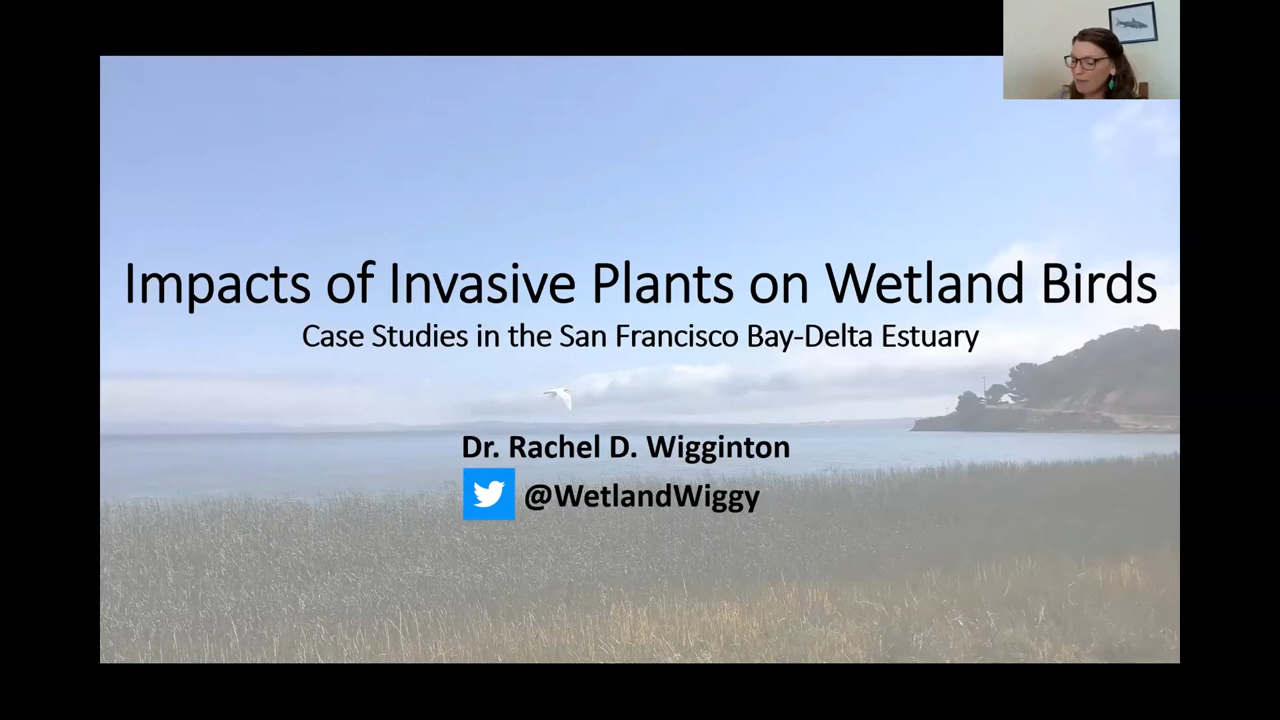 Impacts of Invasive Plants on Wetland Birds
Case Studies in the San Francisco Bay-Delta Estuary
Dr. Rachel D. Wigginton
@WetlandWiggy